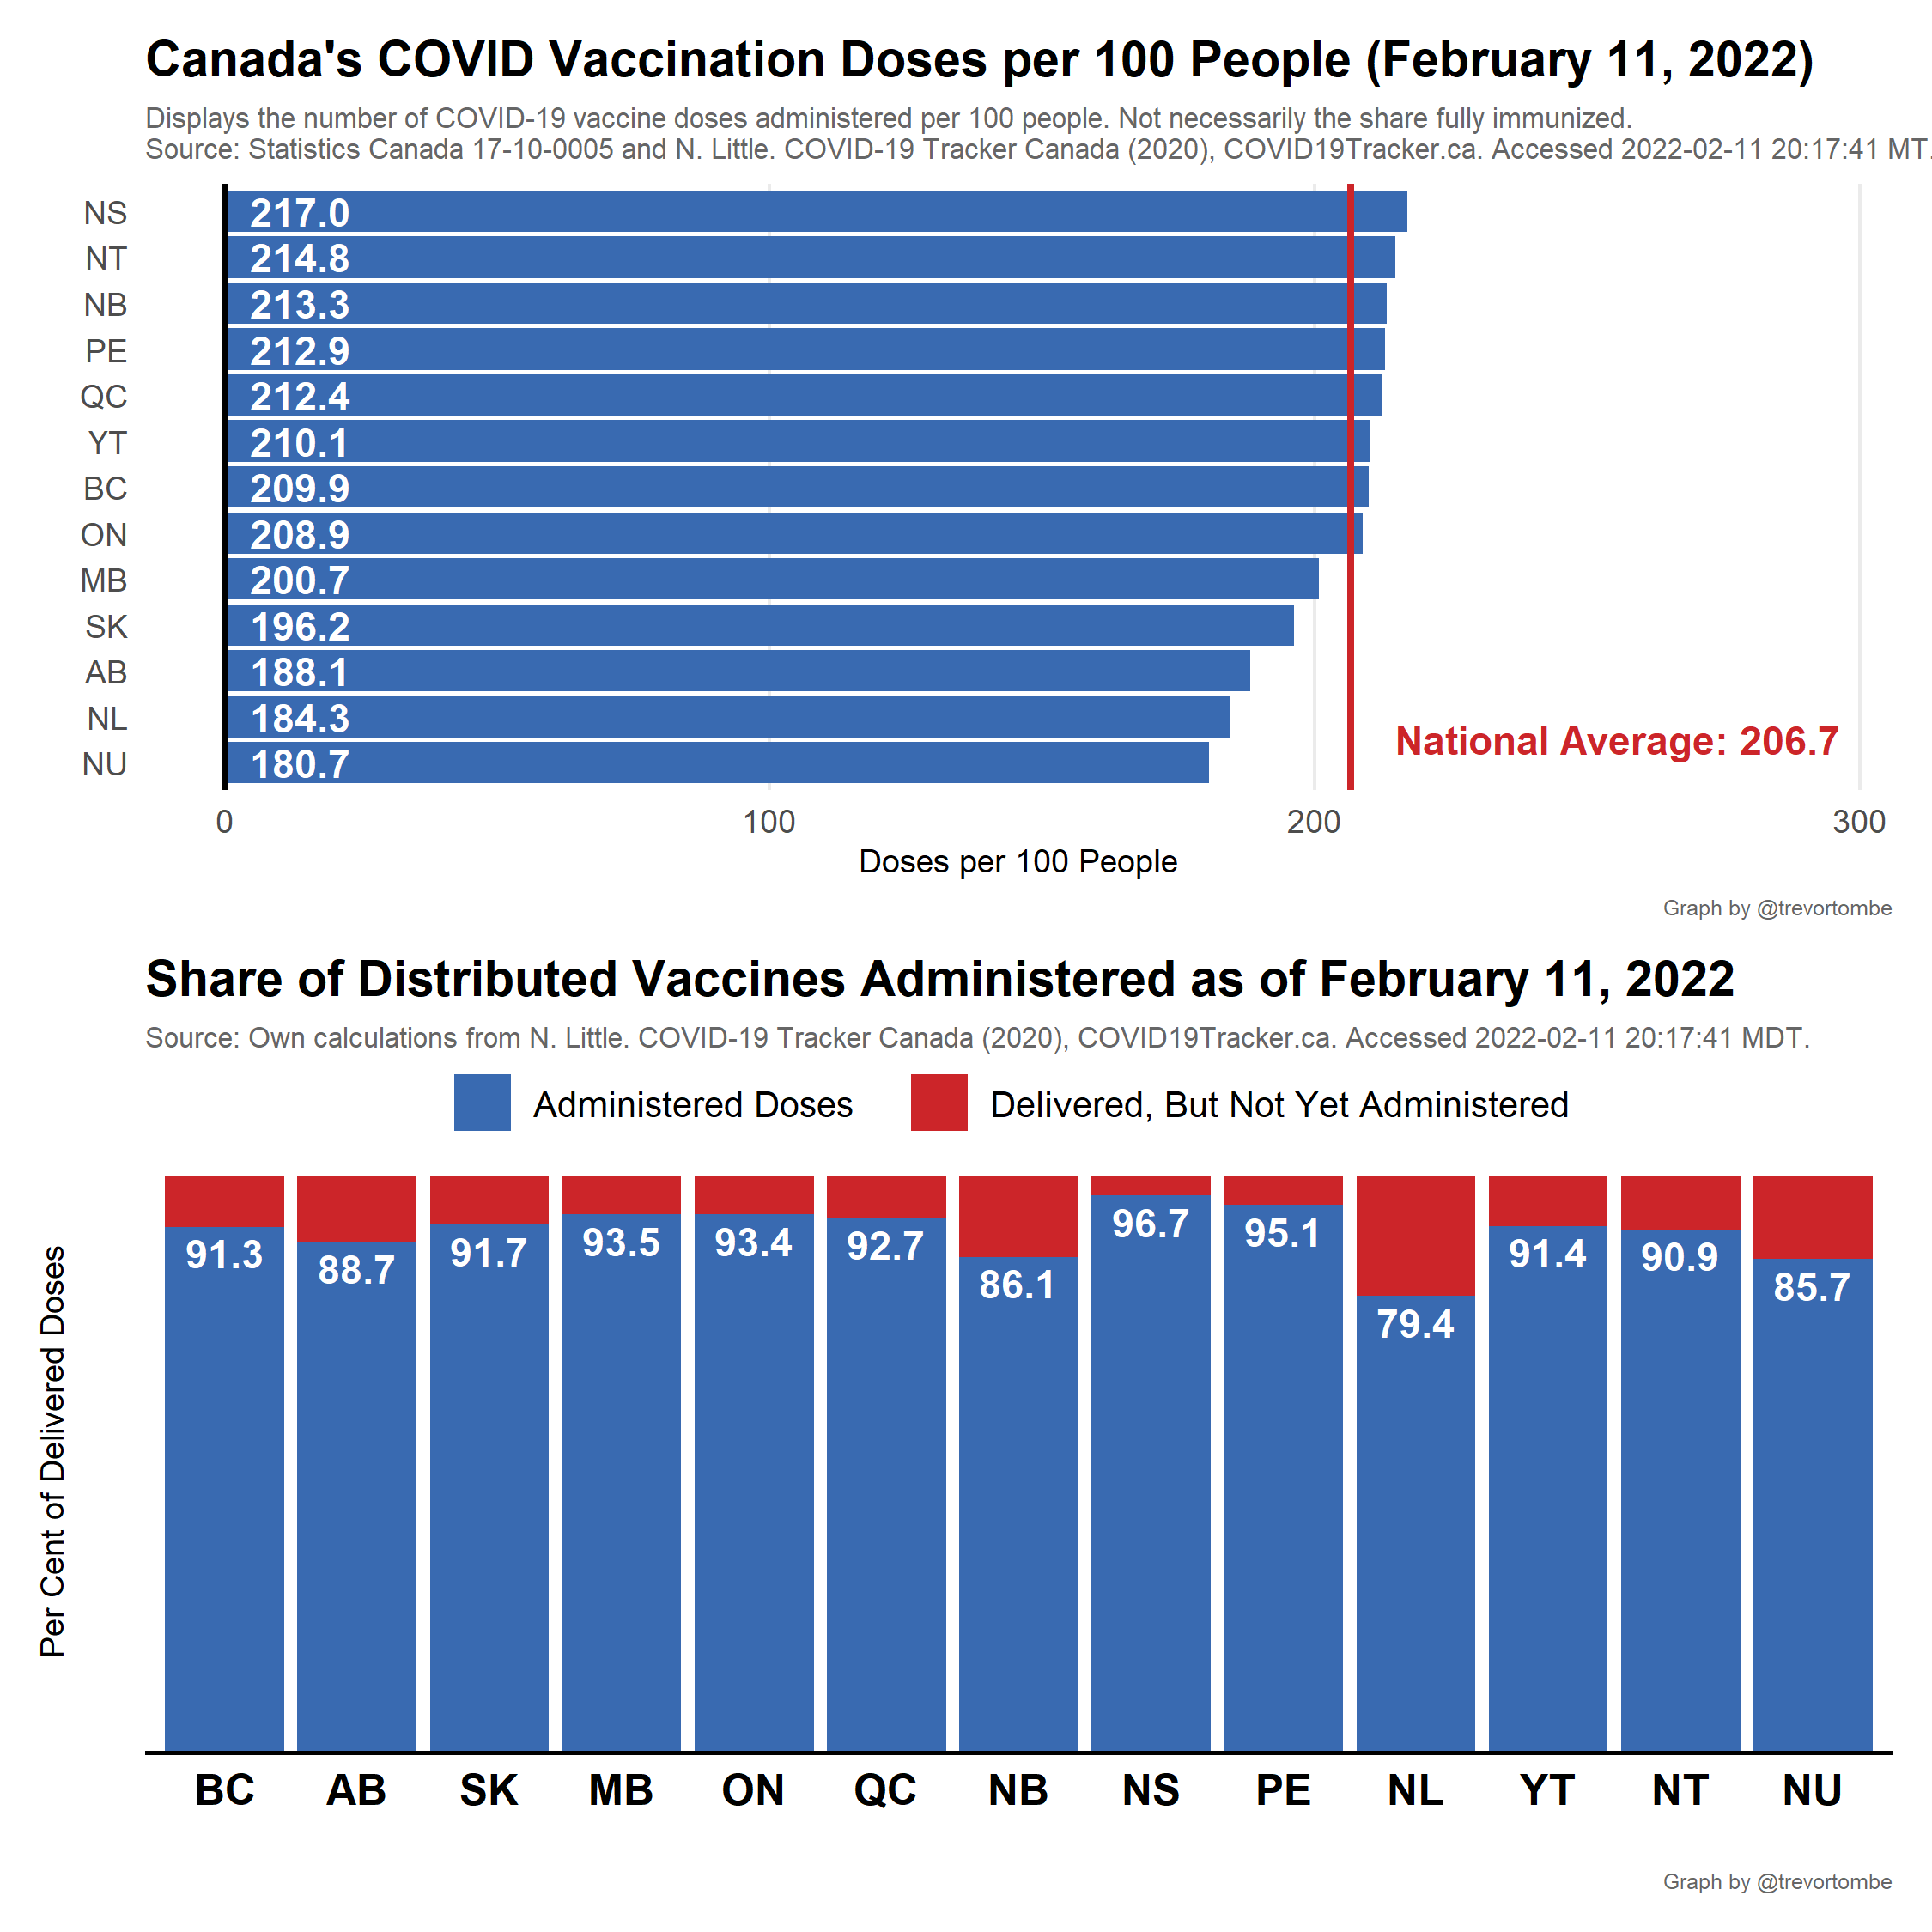 Canada's COVID Vaccination Doses per 100 People (February 11, 2022)
Displays the number of COVID-19 vaccine doses administered per 100 people. Not necessarily the share fully immunized.
Source: Statistics Canada 17-10-0005 and N. Little. COVID-19 Tracker Canada (2020), COVID19Tracker.ca. Accessed 2022-02-11 20:17:41 MT.
NS 217.0
NT 214.8
NB 213.3
PE 212.9
QC 212.4
YT 210.1
BC 209.9
ON 208.9
MB 200.7
SK 196.2
AB 188.1
NL 184.3
National Average: 206.7
NU 180.7
0 100 200 300
Doses per 100 People
Graph by @trevortombe
Share of Distributed Vaccines Administered as of February 11, 2022
Source: Own calculations from N. Little. COVID-19 Tracker Canada (2020), COVID19Tracker.ca. Accessed 2022-02-11 20:17:41 MDT.
Administered Doses Delivered, But Not Yet Administered
Per Cent of Delivered Doses
91.3 88.7 91.7 93.5 93.4 92.7 86.1 96.7 95.1 79.4 91.4 90.9 85.7
BC AB SK MB ON QC NB NS PE NL YT NT NU
Graph by @trevortombe